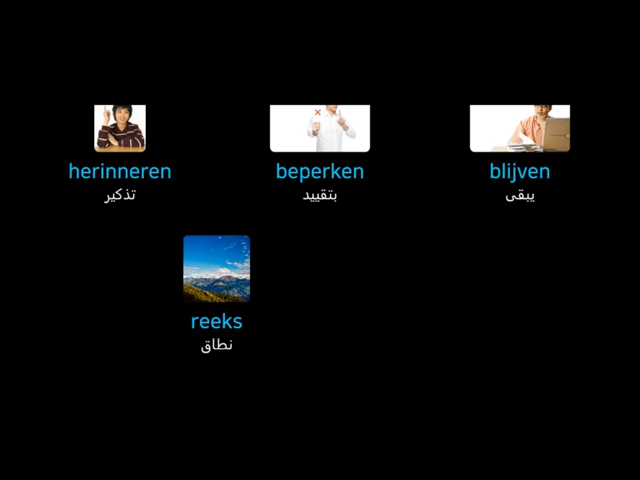 herinneren
تذكير
beperken
بتقييد
blijven
يبقى
reeks
نطاق